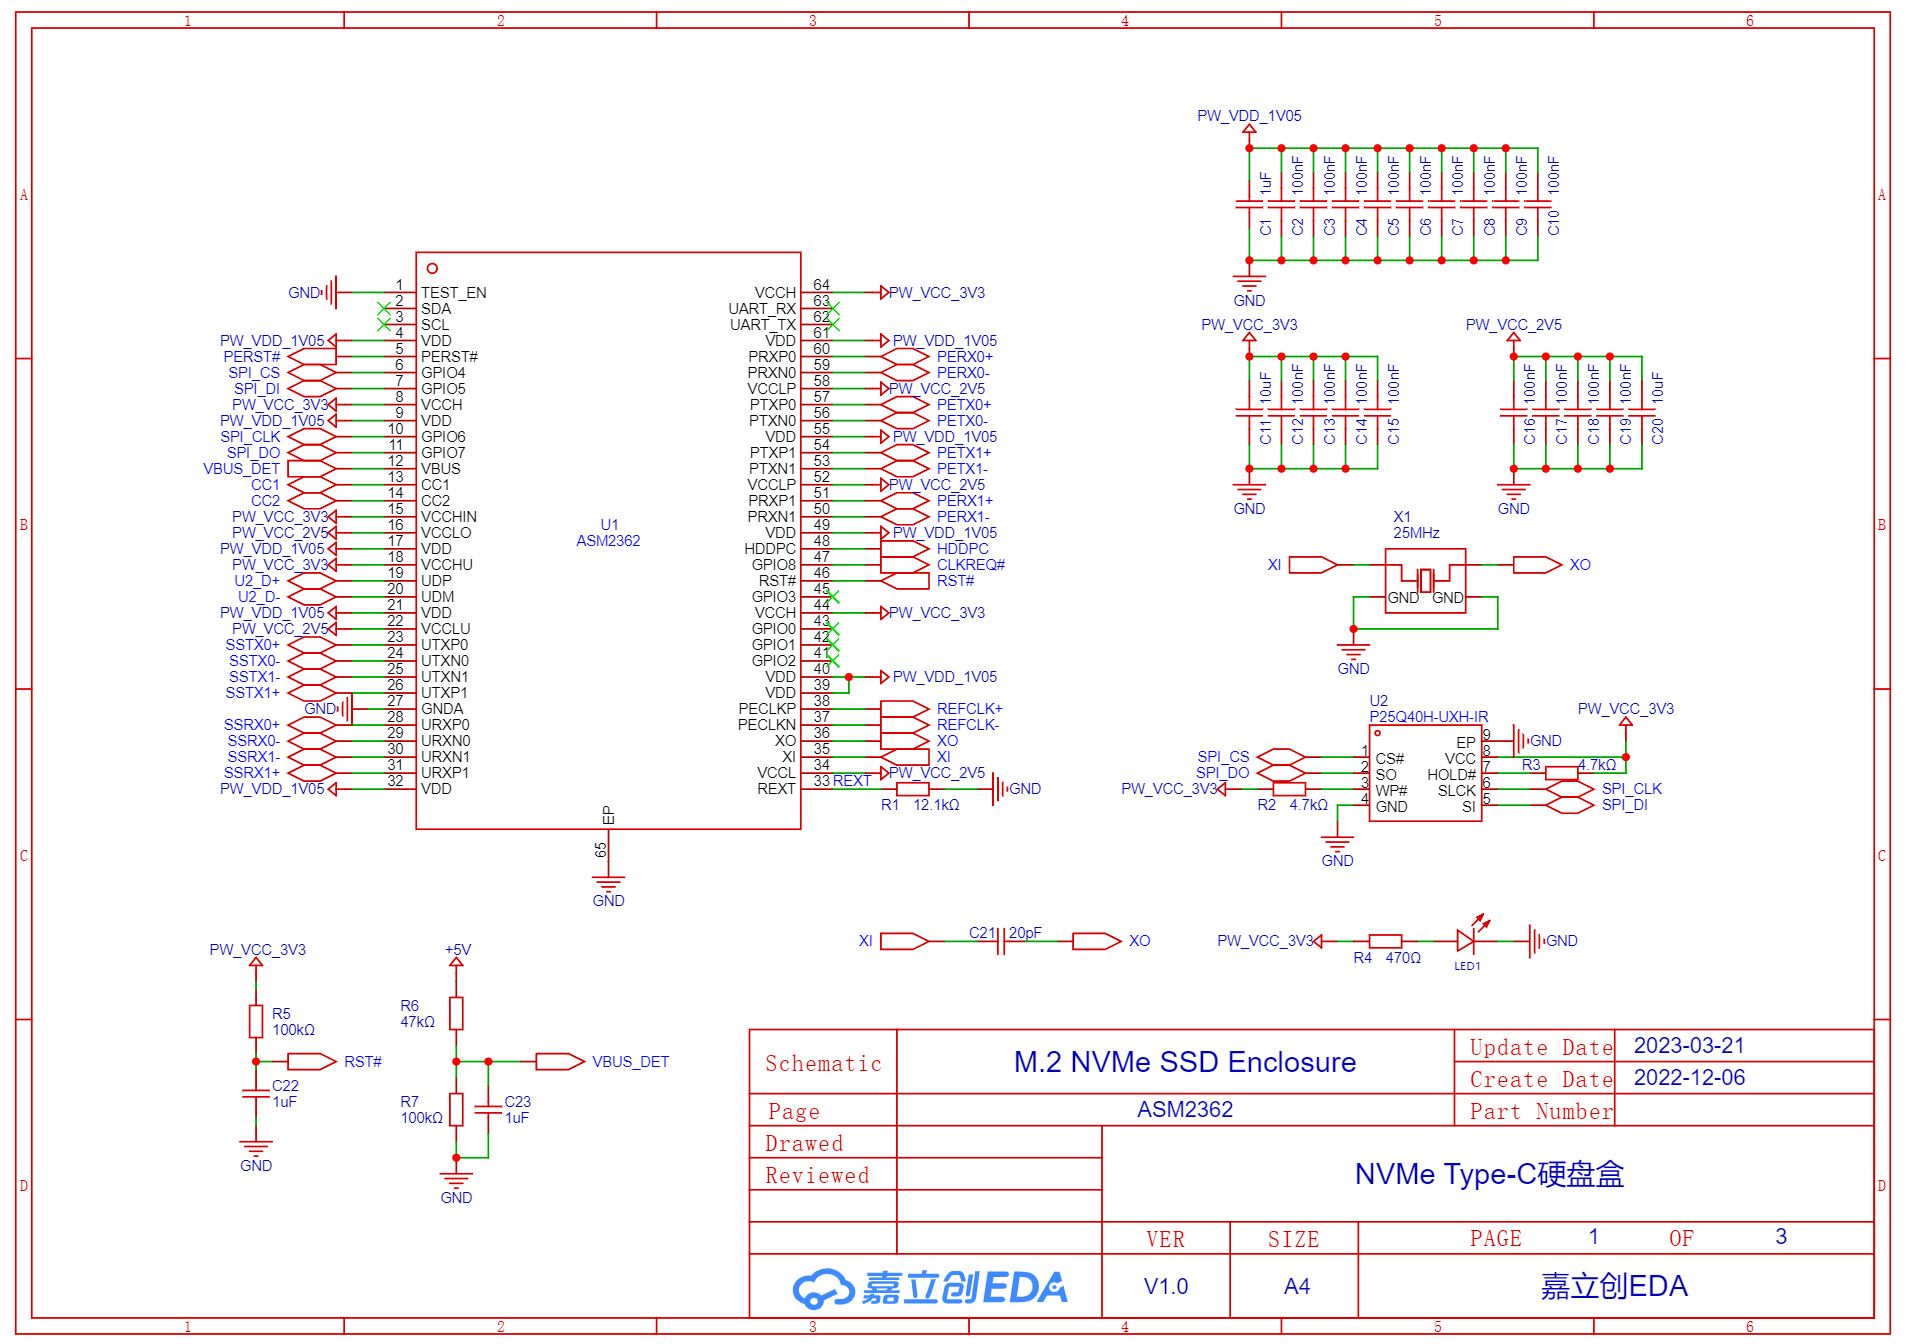 1 2 3 4 5 6
A A
B B
C C
D D
1 2 3 4 5 6
U1
ASM2362
GND 1 TEST_EN
2 SDA
3 SCL
PW_VDD_1V05 4 VDD
PERST# 5 PERST#
SPI_CS 6 GPIO4
SPI_DI 7 GPIO5
PW_VCC_3V3 8 VCCH
PW_VDD_1V05 9 VDD
SPI_CLK 10 GPIO6
SPI_DO 11 GPIO7
VBUS_DET 12 VBUS
CC1 13 CC1
CC2 14 CC2
PW_VCC_3V3 15 VCCHIN
PW_VCC_2V5 16 VCCLO
PW_VDD_1V05 17 VDD
PW_VCC_3V3 18 VCCHU
U2_D+ 19 UDP
U2_D- 20 UDM
PW_VDD_1V05 21 VDD
PW_VCC_2V5 22 VCCLU
SSTX0+ 23 UTXP0
SSTX0- 24 UTXN0
SSTX1- 25 UTXN1
SSTX1+ 26 UTXP1
GND 27 GNDA
SSRX0+ 28 URXP0
SSRX0- 29 URXN0
SSRX1- 30 URXN1
SSRX1+ 31 URXP1
PW_VDD_1V05 32 VDD
VCCH 64 PW_VCC_3V3
UART_RX 63
UART_TX 62
VDD 61 PW_VDD_1V05
PRXP0 60 PERX0+
PRXN0 59 PERX0-
VCCLP 58 PW_VCC_2V5
PTXP0 57 PETX0+
PTXN0 56 PETX0-
VDD 55 PW_VDD_1V05
PTXP1 54 PETX1+
PTXN1 53 PETX1-
VCCLP 52 PW_VCC_2V5
PRXP1 51 PERX1+
PRXN1 50 PERX1-
VDD 49 PW_VDD_1V05
HDDPC 48 HDDPC
GPIO8 47 CLKREQ#
RST# 46 RST#
GPIO3 45
VCCH 44 PW_VCC_3V3
GPIO0 43
GPIO1 42
GPIO2 41
VDD 40 PW_VDD_1V05
VDD 39
PECLKP 38 REFCLK+
PECLKN 37 REFCLK-
XO 36 XO
XI 35 XI
VCCL 34 PW_VCC_2V5
REXT 33 REXT GND
R1 12.1kΩ
EP
65
GND
PW_VDD_1V05
1uF 100nF 100nF 100nF 100nF 100nF 100nF 100nF 100nF 100nF
C1 C2 C3 C4 C5 C6 C7 C8 C9 C10
GND
PW_VCC_3V3
10uF 100nF 100nF 100nF 100nF
C11 C12 C13 C14 C15
GND
PW_VCC_2V5
100nF 100nF 100nF 100nF 10uF
C16 C17 C18 C19 C20
GND
X1
25MHz
XI XO
GND GND
GND
U2
P25Q40H-UXH-IR
PW_VCC_3V3
EP 9 GND
SPI_CS 1 CS# VCC 8
SPI_DO 2 SO HOLD# 7 R3 4.7kΩ
PW_VCC_3V3 3 WP# SLCK 6 SPI_CLK
R2 4.7kΩ 4 GND SI 5 SPI_DI
GND
XI C21 20pF XO
PW_VCC_3V3 GND
R4 470Ω LED1
PW_VCC_3V3
R5
100kΩ
RST#
C22
1uF
GND
+5V
R6
47kΩ
VBUS_DET
R7
100kΩ
C23
1uF
GND
Schematic M.2 NVMe SSD Enclosure Update Date 2023-03-21
Create Date 2022-12-06
Page ASM2362 Part Number
Drawed
Reviewed
NVMe Type-C硬盘盒
VER SIZE PAGE 1 OF 3
嘉立创EDA V1.0 A4 嘉立创EDA